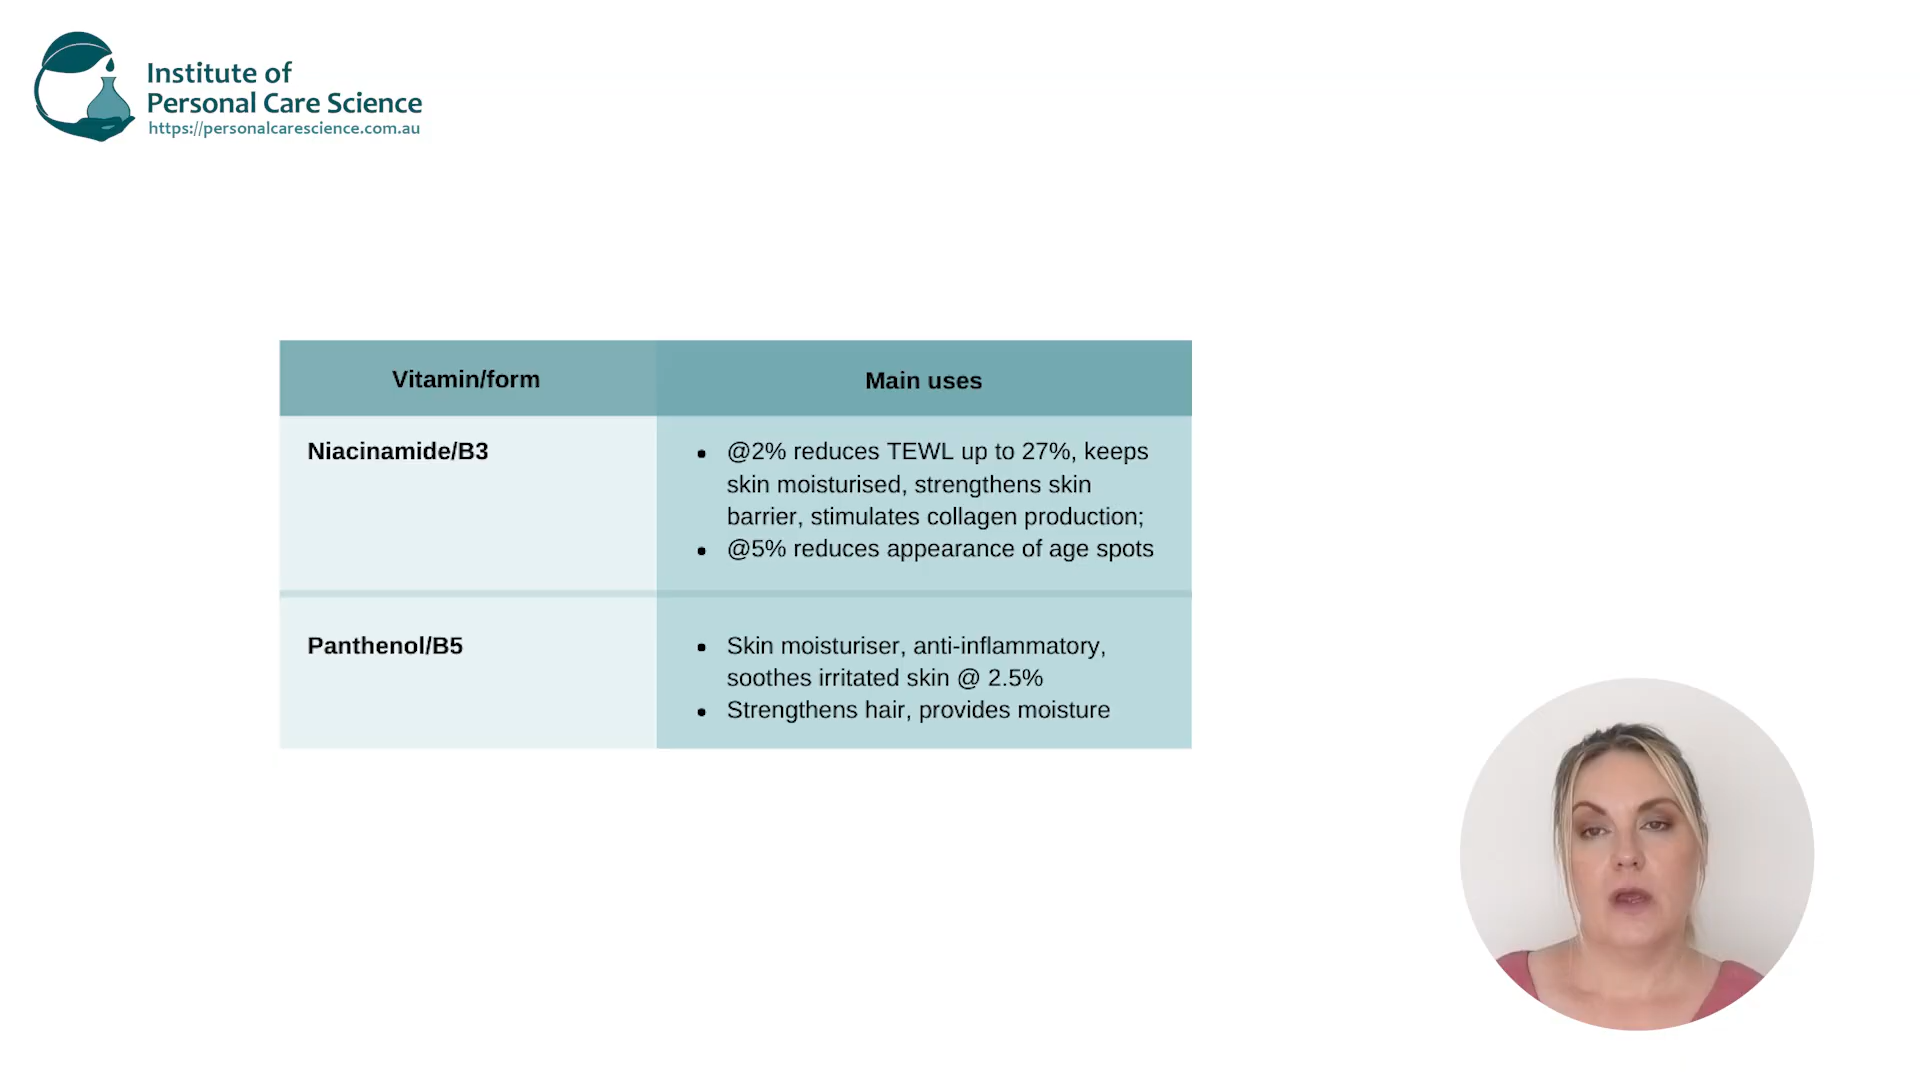 Institute of
Personal Care Science
https://personalcarescience.com.au
Vitamin/form
Main uses
Niacinamide/B3
• @2% reduces TEWL up to 27%, keeps
skin moisturised, strengthens skin
barrier, stimulates collagen production;
• @5% reduces appearance of age spots
Panthenol/B5
• Skin moisturiser, anti-inflammatory,
soothes irritated skin @ 2.5%
• Strengthens hair, provides moisture